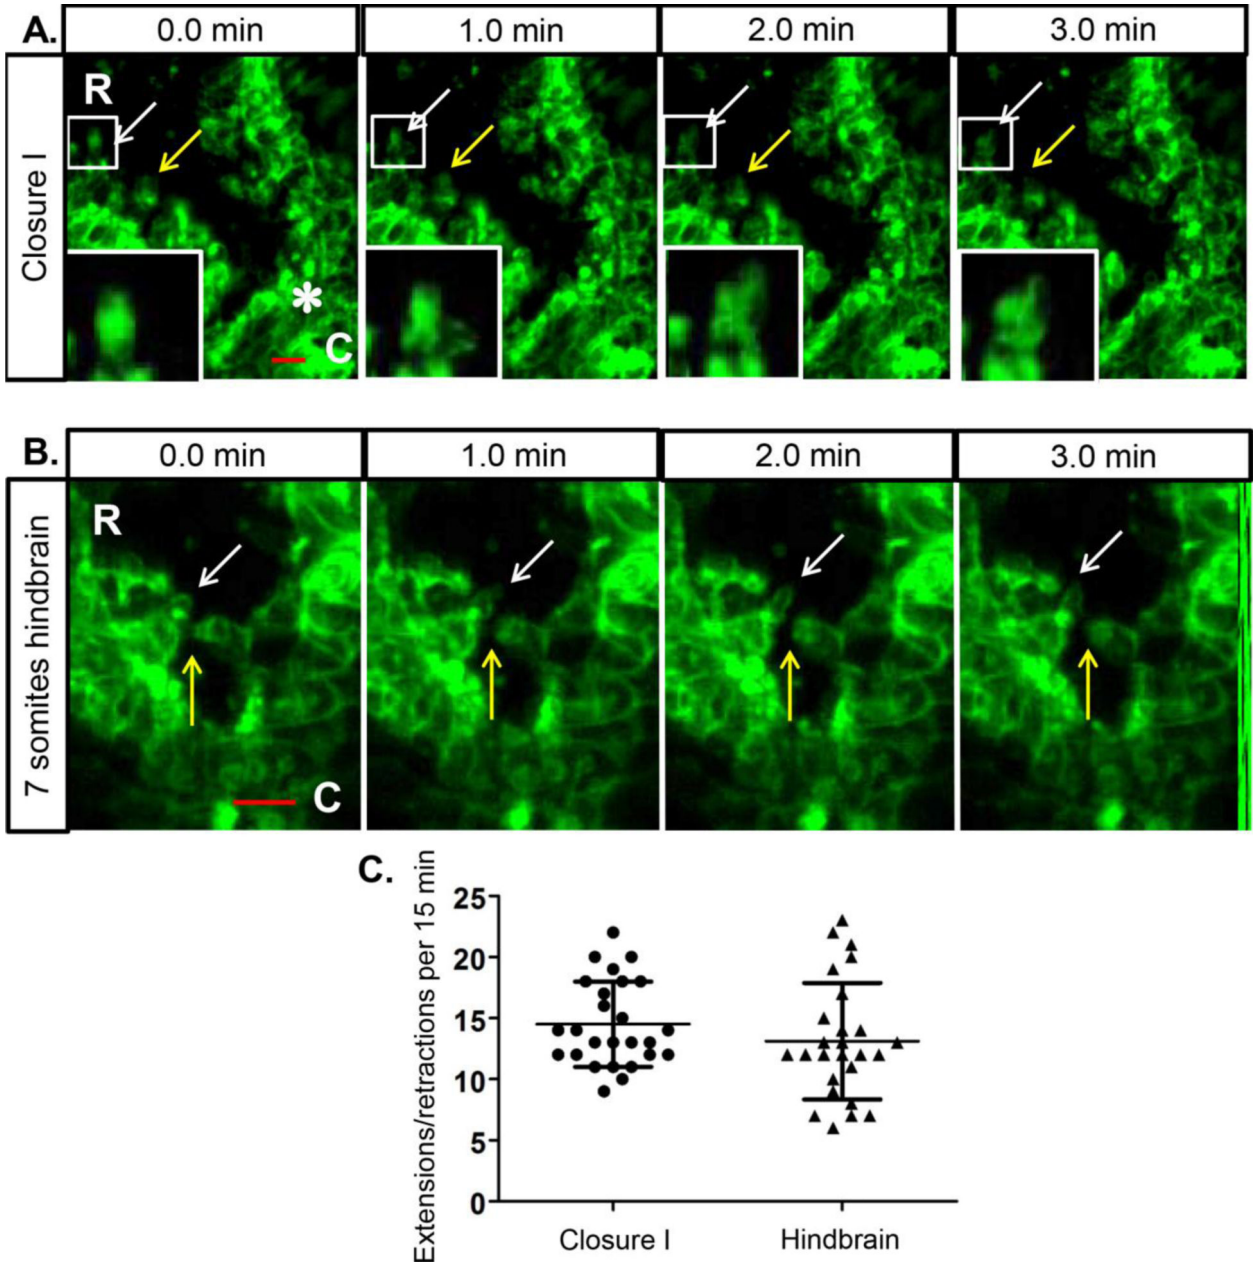 A.
0.0 min
1.0 min
2.0 min
3.0 min
Closure I
R
*
C
B.
0.0 min
1.0 min
2.0 min
3.0 min
7 somites hindbrain
R
C
C.
Extensions/retractions per 15 min
25
20
15
10
5
0
Closure I
Hindbrain